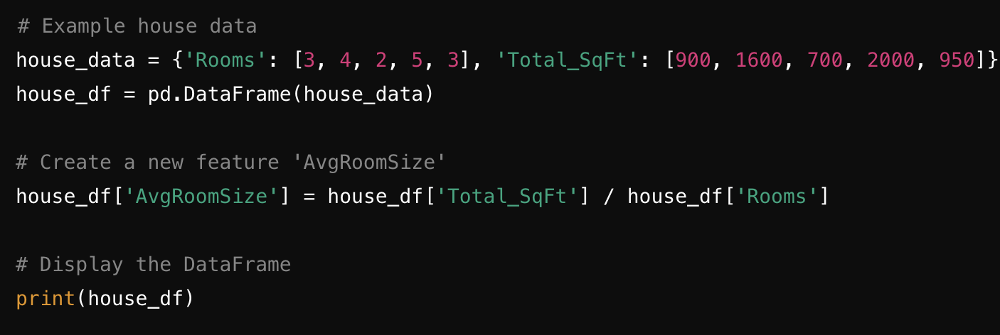 # Example house data
house_data = {'Rooms': [3, 4, 2, 5, 3], 'Total_SqFt': [900, 1600, 700, 2000, 950]}
house_df = pd.DataFrame(house_data)
# Create a new feature 'AvgRoomSize'
house_df['AvgRoomSize'] = house_df['Total_SqFt'] / house_df['Rooms']
# Display the DataFrame
print(house_df)